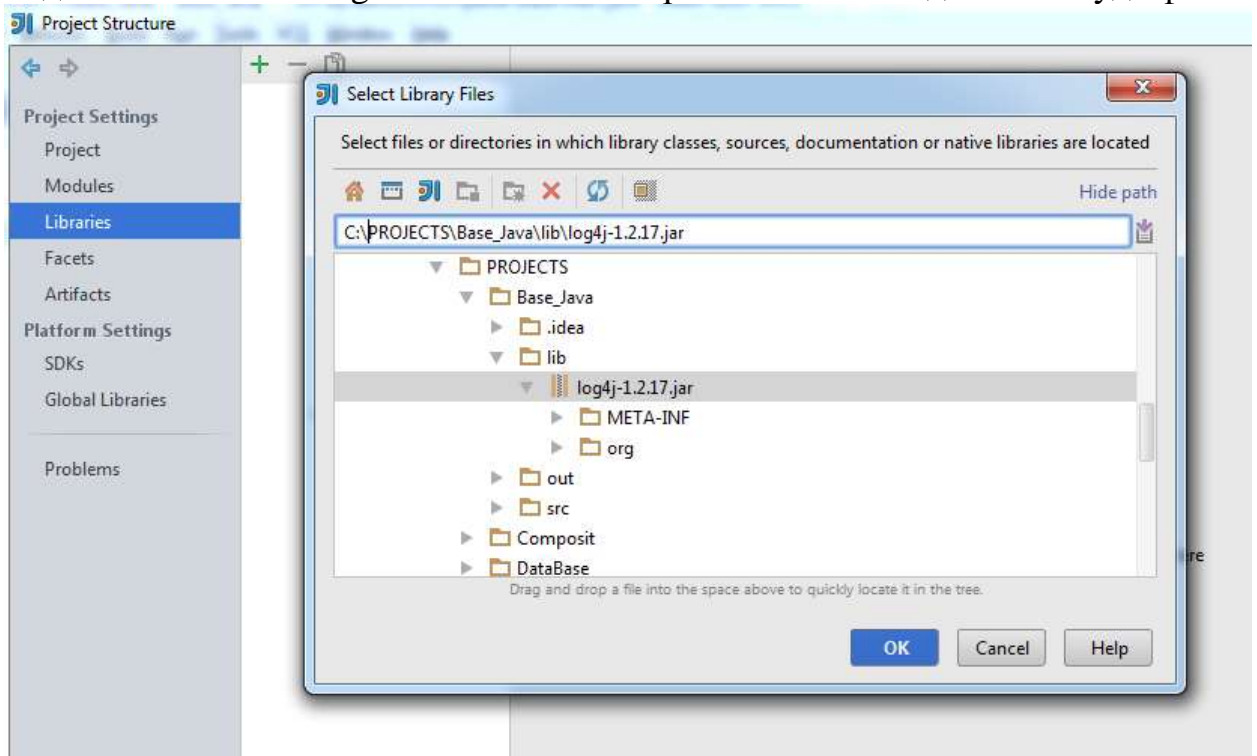 Project Structure
Project Settings
Project
Modules
Libraries
Facets
Artifacts
Platform Settings
SDKs
Global Libraries
Problems
Select Library Files
Select files or directories in which library classes, sources, documentation or native libraries are located
Hide path
C:\PROJECTS\Base_Java\lib\log4j-1.2.17.jar
PROJECTS
Base_Java
.idea
lib
log4j-1.2.17.jar
META-INF
org
out
src
Composit
DataBase
Drag and drop a file into the space above to quickly locate it in the tree.
OK Cancel Help